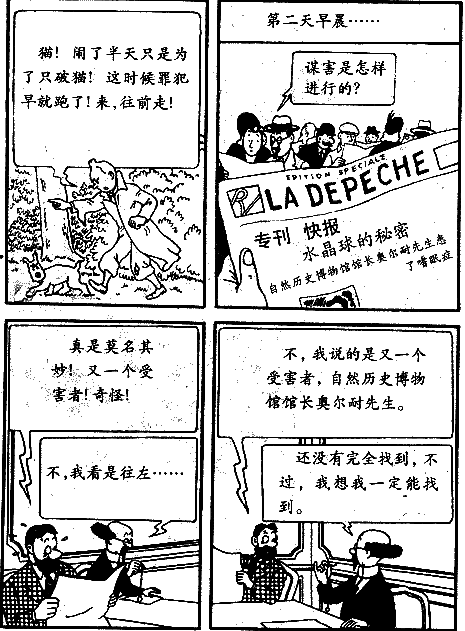 猫！闹了半天只是为
了只破猫！这时候罪犯
早就跑了！来，往前走！
第二天早晨……
谋害是怎样
进行的？
EDITION SPECIALE
LA DEPECHE
专刊 快报
水晶球的秘密
自然历史博物馆馆长奥尔耐先生患
了嗜眠症
真是莫名其
妙！又一个受
害者！奇怪！
不，我看是往左……
不，我说的是又一个
受害者，自然历史博物
馆馆长奥尔耐先生。
还没有完全找到，不
过，我想我一定能找
到。